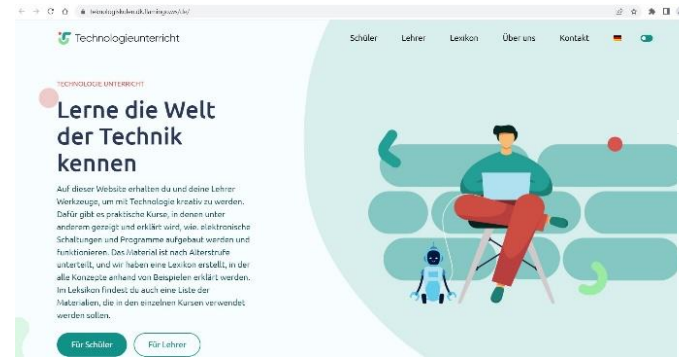 Technologieunterricht
Schüler Lehrer Lexikon Über uns Kontakt
TECHNOLOGIE UNTERRICHT
Lerne die Welt
der Technik
kennen
Auf dieser Website erhalten du und deine Lehrer
Werkzeuge, um mit Technologie kreativ zu werden.
Dafür gibt es praktische Kurse, in denen unter
anderem gezeigt und erklärt wird, wie, elektronische
Schaltungen und Programme aufgebaut werden und
funktionieren. Das Material ist nach Alterstrufe
unterteilt, und wir haben eine Lexikon erstellt, in der
alle Konzepte anhand von Beispielen erklärt werden.
Im Leksikon findest du auch eine Liste der
Materialien, die in den einzelnen Kursen verwendet
werden sollen.
Für Schüler Für Lehrer